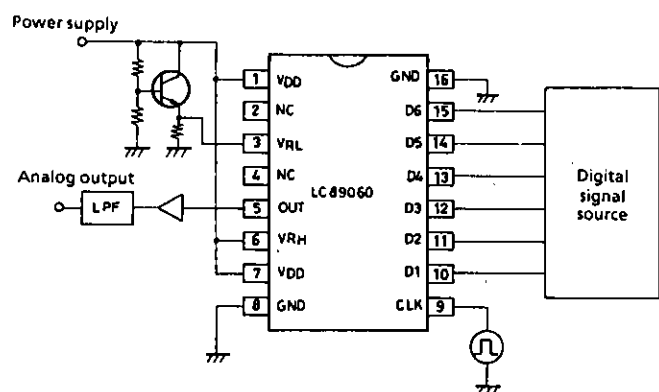 Power supply
1 VDD
2 NC
3 VRL
4 NC
5 OUT
6 VRH
7 VDD
8 GND
LC89060
GND 16
D6 15
D5 14
D4 13
D3 12
D2 11
D1 10
CLK 9
Analog output
LPF
Digital
signal
source